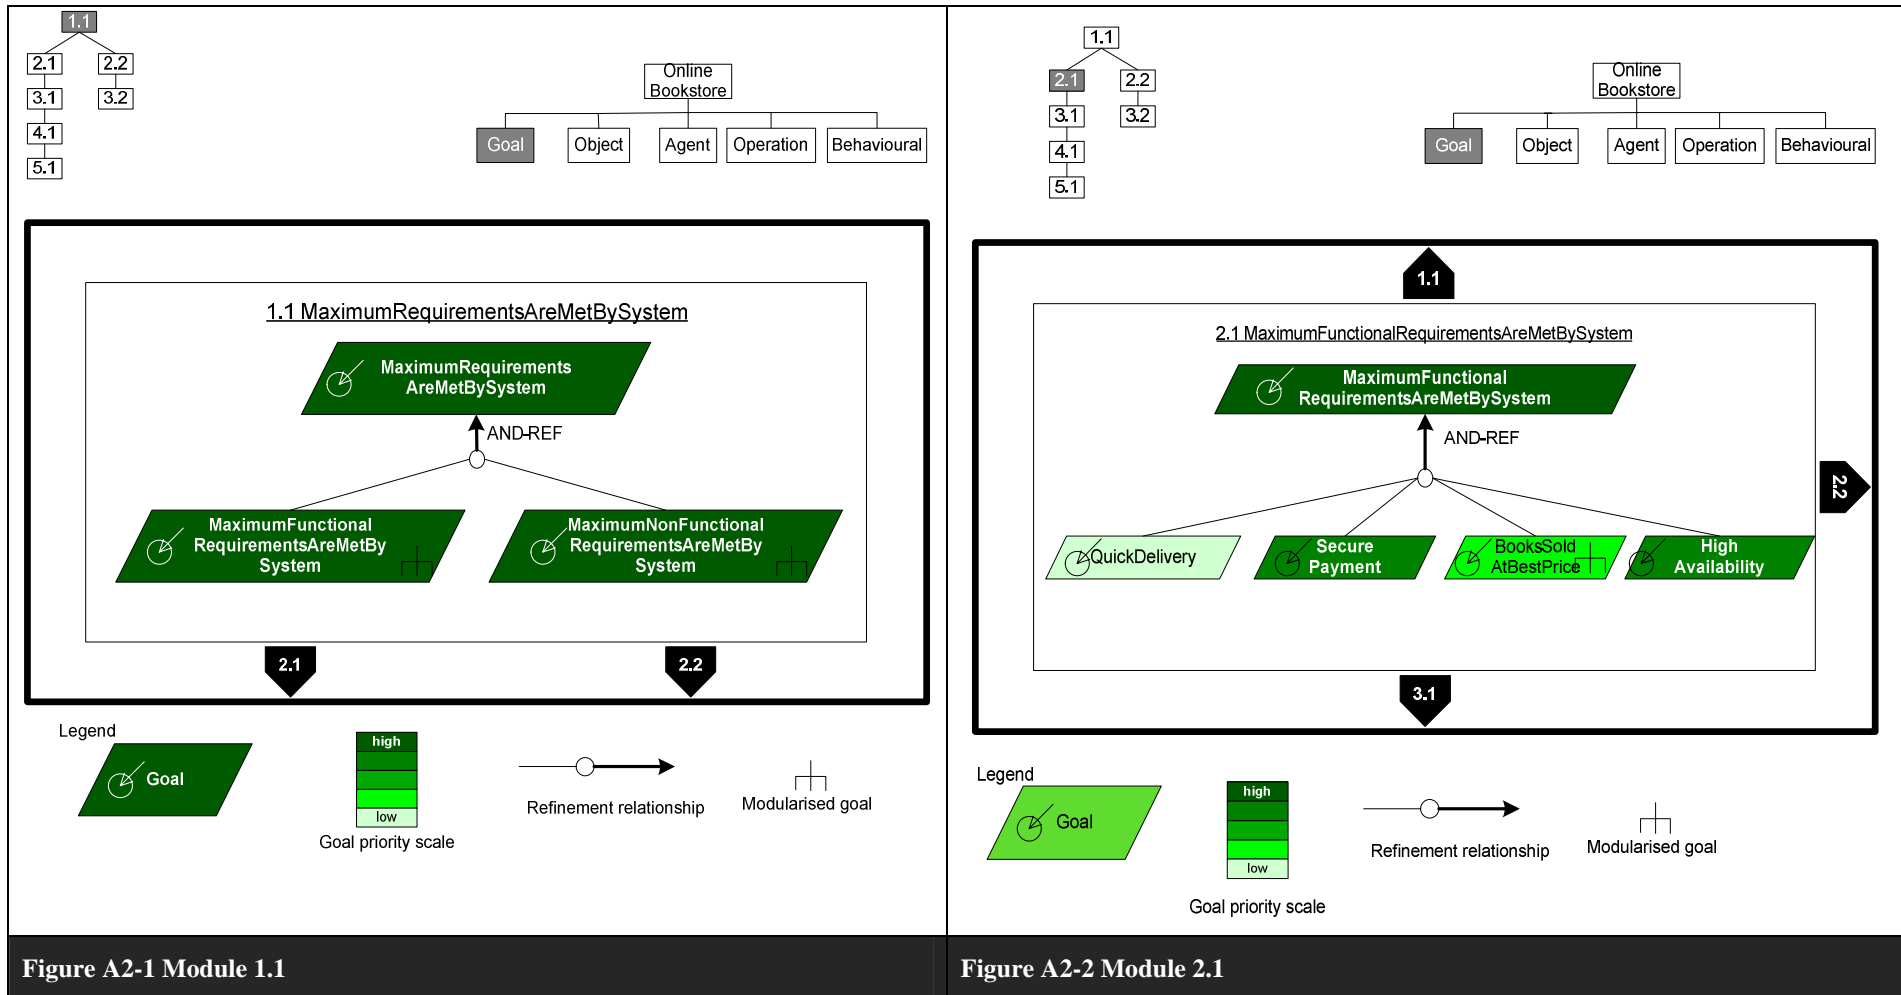 1.1
2.1
2.2
3.1
3.2
4.1
5.1
Online
Bookstore
Goal
Object
Agent
Operation
Behavioural
1.1 MaximumRequirementsAreMetBySystem
MaximumRequirements
AreMetBySystem
AND-REF
MaximumFunctional
RequirementsAreMetBy
System
MaximumNonFunctional
RequirementsAreMetBy
System
2.1
2.2
Legend
Goal
high
low
Goal priority scale
Refinement relationship
Modularised goal
Figure A2-1 Module 1.1
1.1
2.1
2.2
3.1
3.2
4.1
5.1
Online
Bookstore
Goal
Object
Agent
Operation
Behavioural
1.1
2.1 MaximumFunctionalRequirementsAreMetBySystem
MaximumFunctional
RequirementsAreMetBySystem
AND-REF
2.2
QuickDelivery
Secure
Payment
BooksSold
AtBestPrice
High
Availability
3.1
Legend
Goal
high
low
Goal priority scale
Refinement relationship
Modularised goal
Figure A2-2 Module 2.1